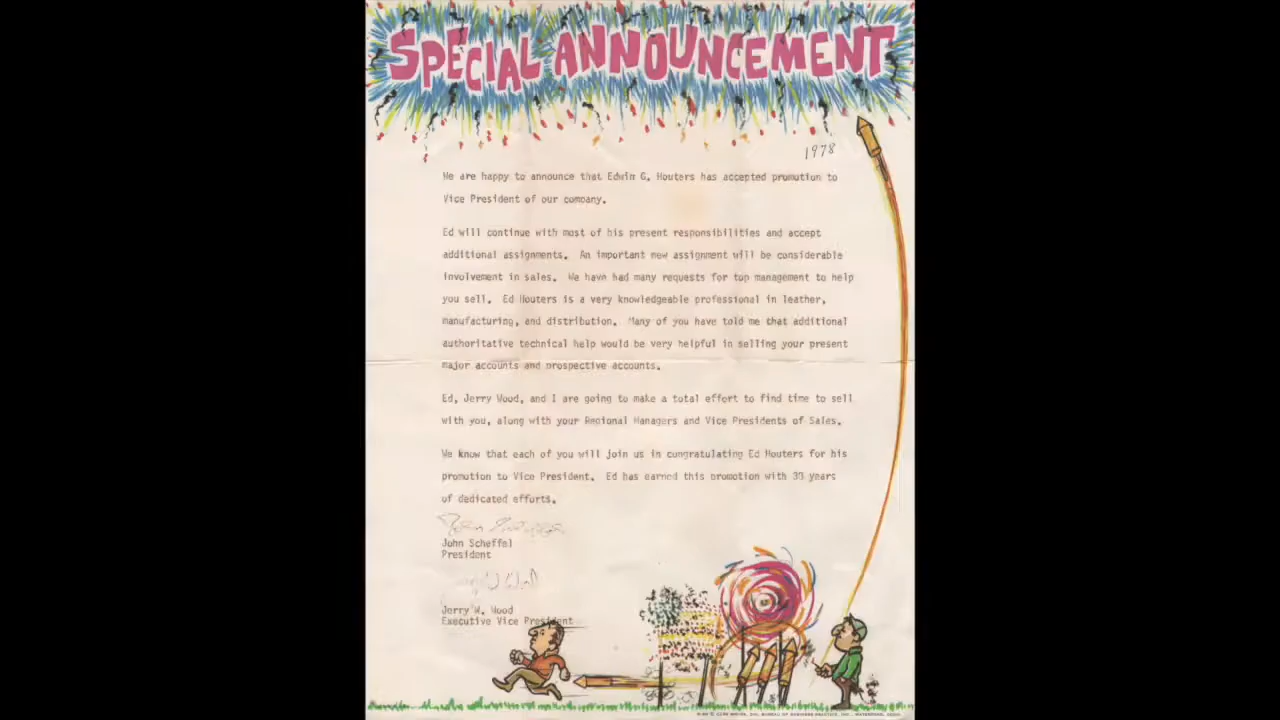 SPECIAL ANNOUNCEMENT
1978
We are happy to announce that Edwin G. Houters has accepted promotion to
Vice President of our company.
Ed will continue with most of his present responsibilities and accept
additional assignments. An important new assignment will be considerable
involvement in sales. We have had many requests for top management to help
you sell. Ed Houters is a very knowledgeable professional in leather,
manufacturing, and distribution. Many of you have told me that additional
authoritative technical help would be very helpful in selling your present
major accounts and prospective accounts.
Ed, Jerry Wood, and I are going to make a total effort to find time to sell
with you, along with your Regional Managers and Vice Presidents of Sales.
We know that each of you will join us in congratulating Ed Houters for his
promotion to Vice President. Ed has earned this promotion with 30 years
of dedicated efforts.
John Scheffel
President
Jerry W. Wood
Executive Vice President